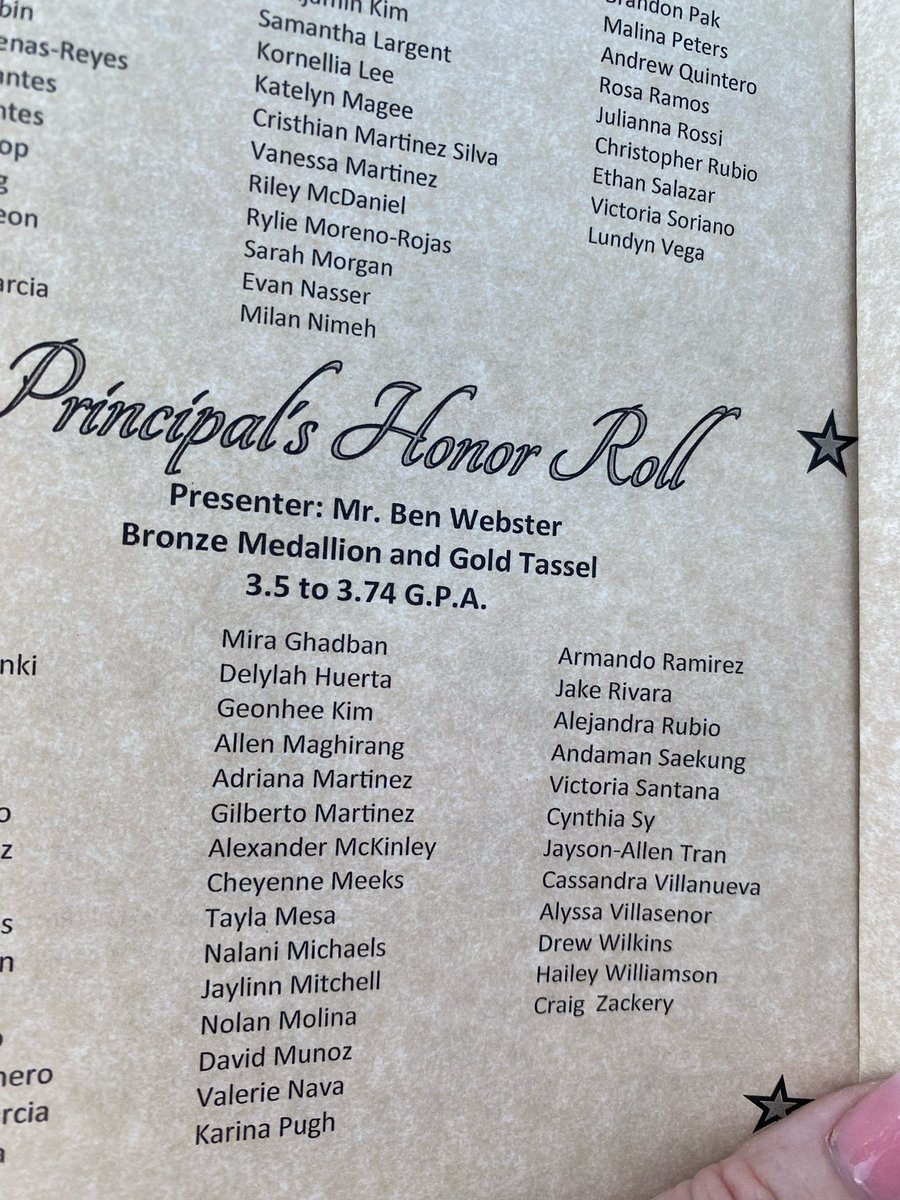 Samantha Largent
Kornellia Lee
Katelyn Magee
Cristhian Martinez Silva
Vanessa Martinez
Riley McDaniel
Rylie Moreno-Rojas
Sarah Morgan
Evan Nasser
Milan Nimeh
Pak
Malina Peters
Andrew Quintero
Rosa Ramos
Julianna Rossi
Christopher Rubio
Ethan Salazar
Victoria Soriano
Lundyn Vega
Principal's Honor Roll
Presenter: Mr. Ben Webster
Bronze Medallion and Gold Tassel
3.5 to 3.74 G.P.A.
Mira Ghadban
Delylah Huerta
Geonhee Kim
Allen Maghirang
Adriana Martinez
Gilberto Martinez
Alexander McKinley
Cheyenne Meeks
Tayla Mesa
Nalani Michaels
Jaylinn Mitchell
Nolan Molina
David Munoz
Valerie Nava
Karina Pugh
Armando Ramirez
Jake Rivara
Alejandra Rubio
Andaman Saekung
Victoria Santana
Cynthia Sy
Jayson-Allen Tran
Cassandra Villanueva
Alyssa Villasenor
Drew Wilkins
Hailey Williamson
Craig Zackery